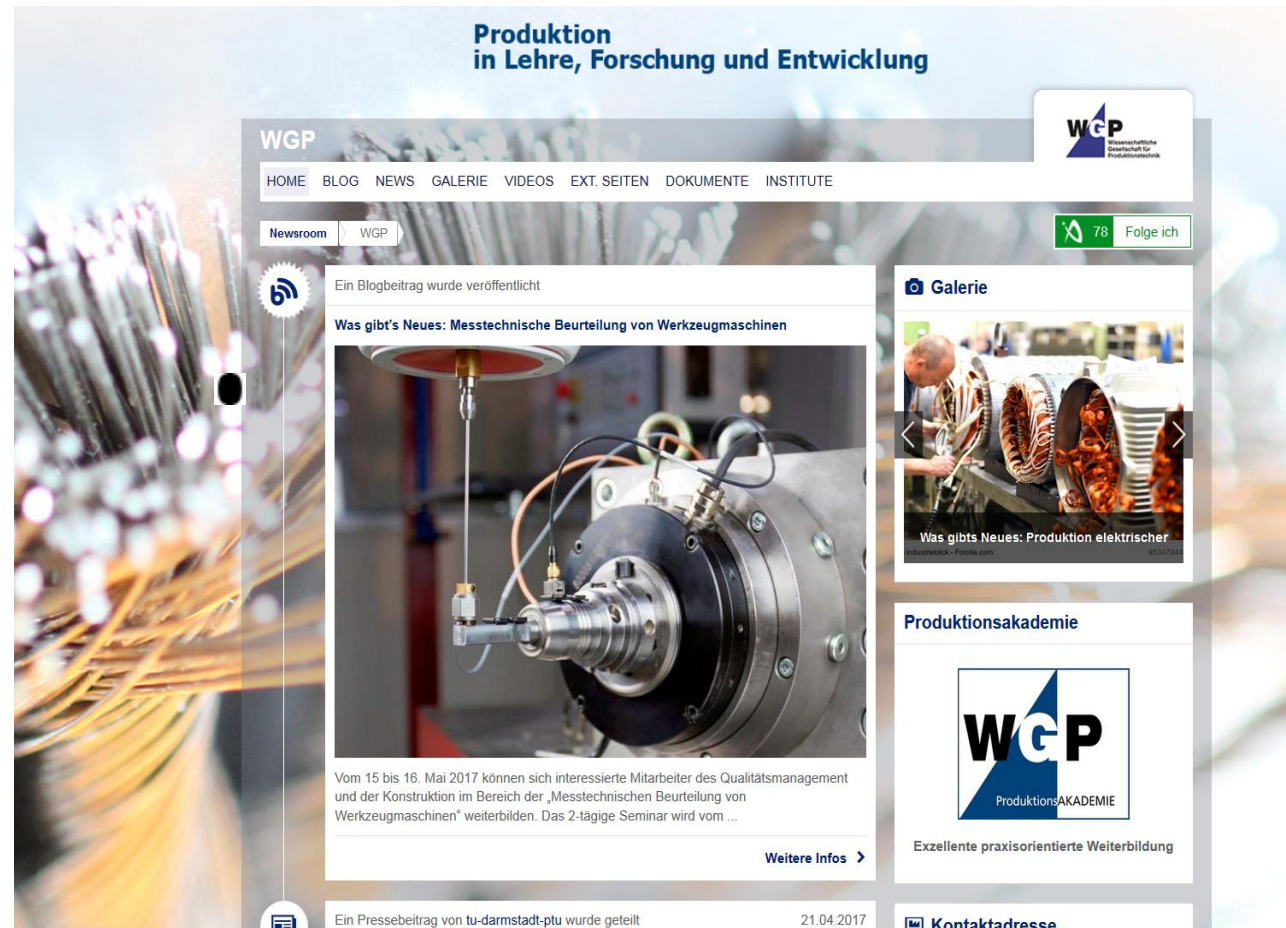 Produktion
in Lehre, Forschung und Entwicklung
WGP
Wissenschaftliche
Gesellschaft für
Produktionstechnik
WGP
HOME BLOG NEWS GALERIE VIDEOS EXT. SEITEN DOKUMENTE INSTITUTE
Newsroom WGP
78 Folge ich
Ein Blogbeitrag wurde veröffentlicht
Was gibt's Neues: Messtechnische Beurteilung von Werkzeugmaschinen
Vom 15 bis 16. Mai 2017 können sich interessierte Mitarbeiter des Qualitätsmanagement
und der Konstruktion im Bereich der „Messtechnischen Beurteilung von
Werkzeugmaschinen“ weiterbilden. Das 2-tägige Seminar wird vom ...
Weitere Infos
Ein Pressebeitrag von tu-darmstadt-ptu wurde geteilt 21.04.2017
Galerie
Was gibts Neues: Produktion elektrischer
industrieblick - Fotolia.com
Produktionsakademie
WGP
ProduktionsAKADEMIE
Exzellente praxisorientierte Weiterbildung
Kontaktadresse